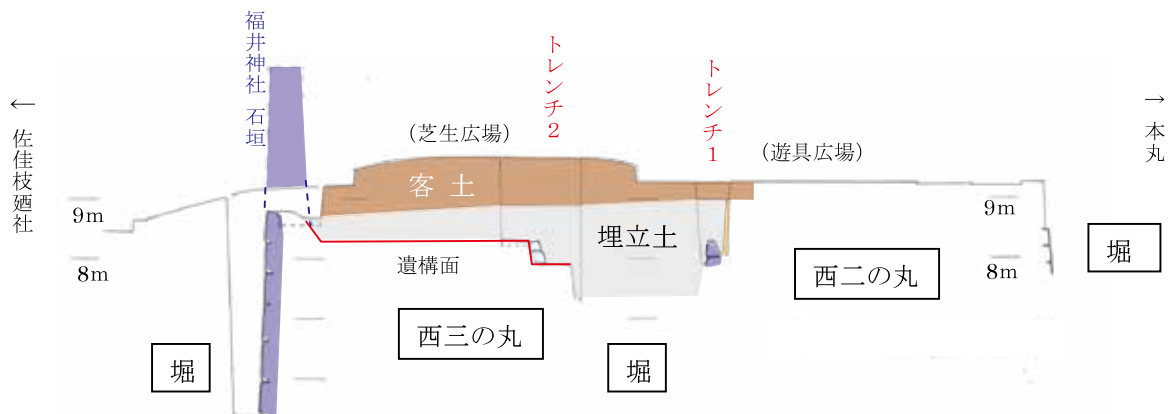 ← 佐佳枝廼社
福井神社 石垣
トレンチ2
トレンチ1
→ 本丸
(芝生広場)
(遊具広場)
客土
9m
9m
埋立土
8m
8m
遺構面
堀
西二の丸
西三の丸
堀
堀